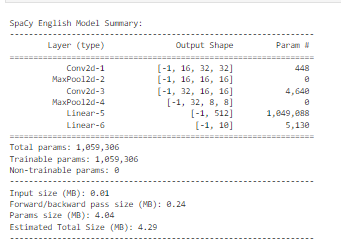 SpaCy English Model Summary:
----------------------------------------------------------------
Layer (type) Output Shape Param #
================================================================
Conv2d-1 [-1, 16, 32, 32] 448
MaxPool2d-2 [-1, 16, 16, 16] 0
Conv2d-3 [-1, 32, 16, 16] 4,640
MaxPool2d-4 [-1, 32, 8, 8] 0
Linear-5 [-1, 512] 1,049,088
Linear-6 [-1, 10] 5,130
================================================================
Total params: 1,059,306
Trainable params: 1,059,306
Non-trainable params: 0
----------------------------------------------------------------
Input size (MB): 0.01
Forward/backward pass size (MB): 0.24
Params size (MB): 4.04
Estimated Total Size (MB): 4.29
----------------------------------------------------------------